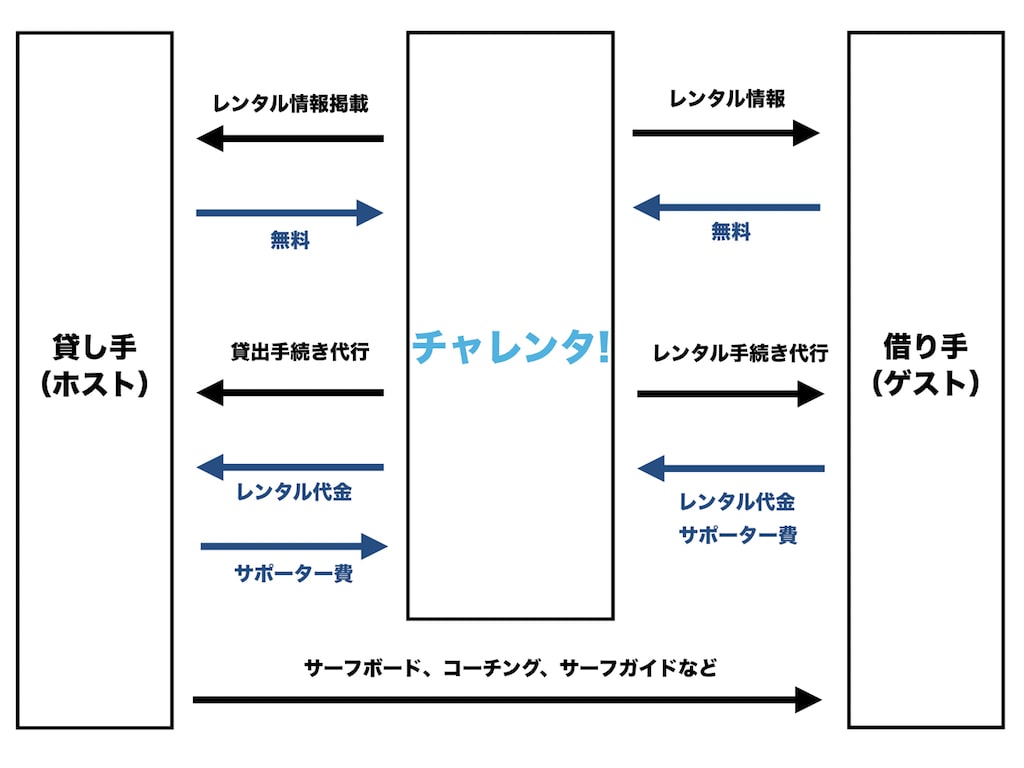 レンタル情報掲載
レンタル情報
無料
無料
貸し手
（ホスト）
貸出手続き代行
チャレンタ!
レンタル手続き代行
借り手
（ゲスト）
レンタル代金
レンタル代金
サポーター費
サポーター費
サーフボード、コーチング、サーフガイドなど